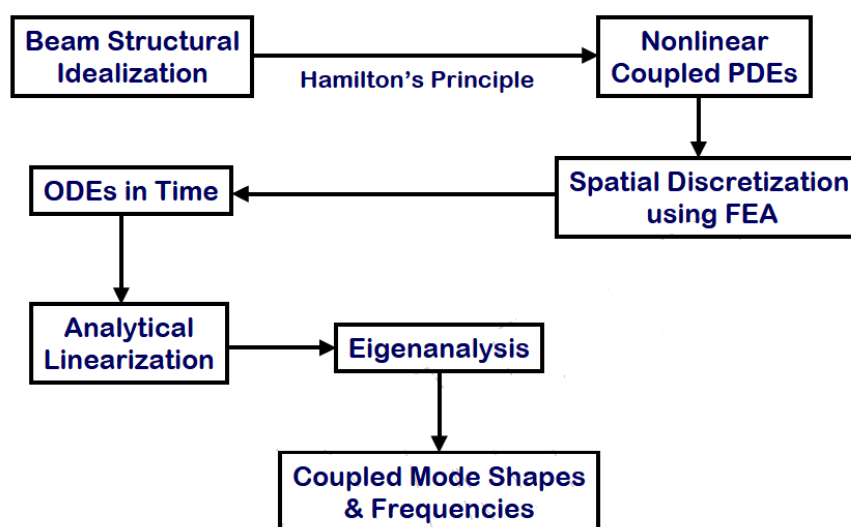 Beam Structural
Idealization
Hamilton's Principle
Nonlinear
Coupled PDEs
Spatial Discretization
using FEA
ODEs in Time
Analytical
Linearization
Eigenanalysis
Coupled Mode Shapes
& Frequencies